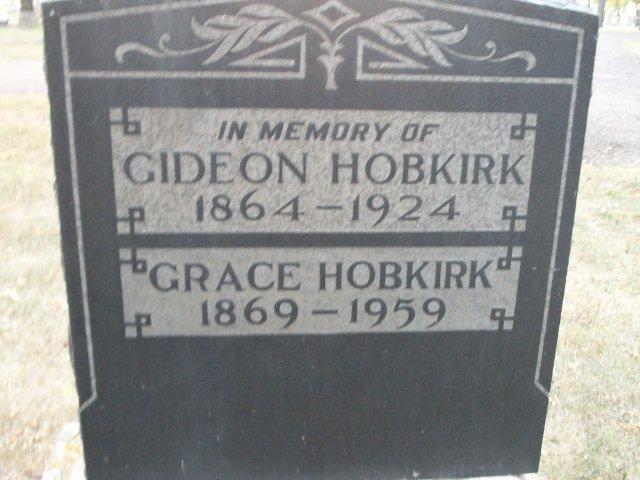 IN MEMORY OF
GIDEON HOBKIRK
1864 – 1924
GRACE HOBKIRK
1869 – 1959